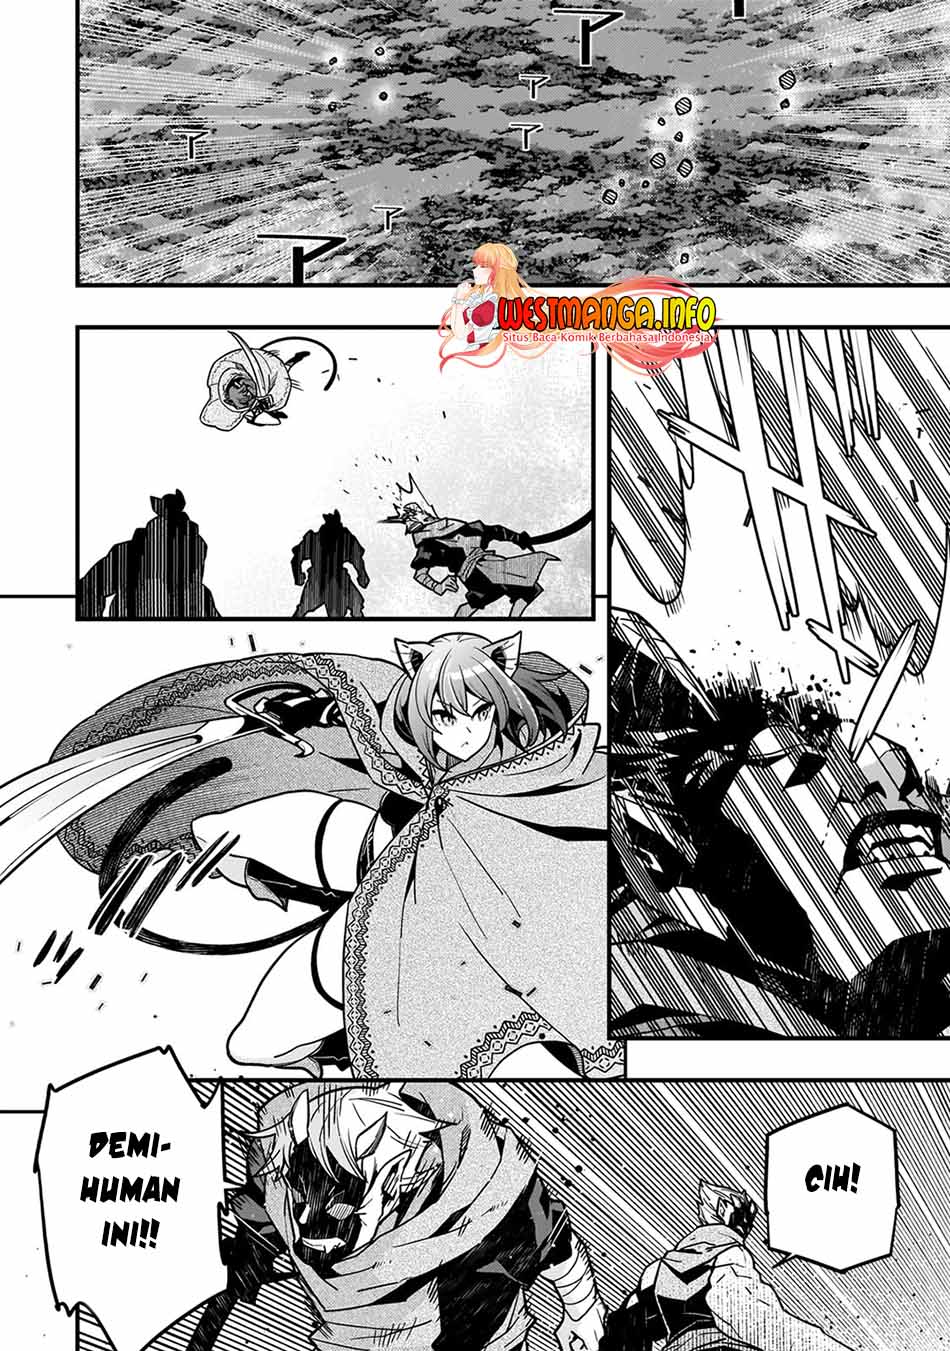 ア
ア
ア
ア
ア
ア
WESTMANGA.INFO
Situs Baca Komik Berbahasa Indonesia
CIH!
DEMI-
HUMAN
INI!!